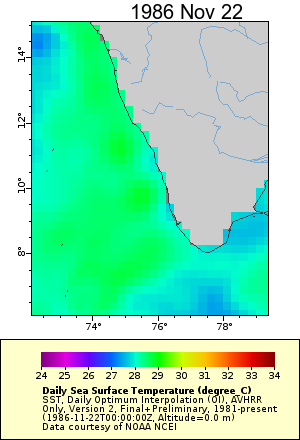 1986 Nov 22
14°
12°
10°
8°
74°
76°
78°
24 25 26 27 28 29 30 31 32 33 34
Daily Sea Surface Temperature (degree_C)
SST, Daily Optimum Interpolation (OI), AVHRR
Only, Version 2, Final+Preliminary, 1981-present
(1986-11-22T00:00:00Z, Altitude=0.0 m)
Data courtesy of NOAA NCEI